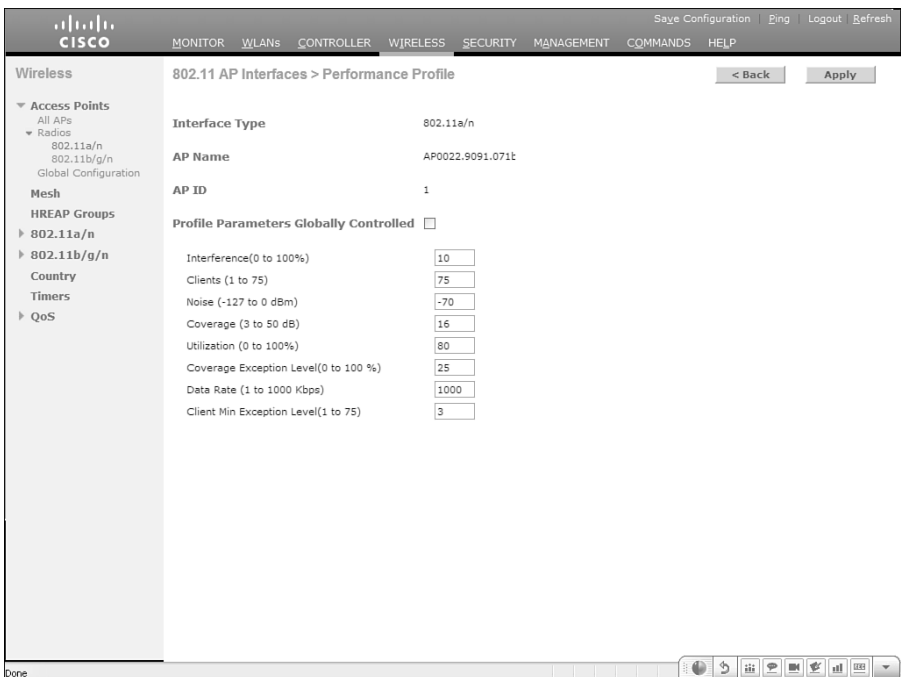 Save Configuration | Ping | Logout | Refresh
CISCO
MONITOR WLANs CONTROLLER WIRELESS SECURITY MANAGEMENT COMMANDS HELP
Wireless
Access Points
All APs
Radios
802.11a/n
802.11b/g/n
Global Configuration
Mesh
HREAP Groups
802.11a/n
802.11b/g/n
Country
Timers
QoS
802.11 AP Interfaces > Performance Profile
< Back
Apply
Interface Type 802.11a/n
AP Name AP0022.9091.071b
AP ID 1
Profile Parameters Globally Controlled
Interference(0 to 100%) 10
Clients (1 to 75) 75
Noise (-127 to 0 dBm) -70
Coverage (3 to 50 dB) 16
Utilization (0 to 100%) 80
Coverage Exception Level(0 to 100 %) 25
Data Rate (1 to 1000 Kbps) 1000
Client Min Exception Level(1 to 75) 3
Done